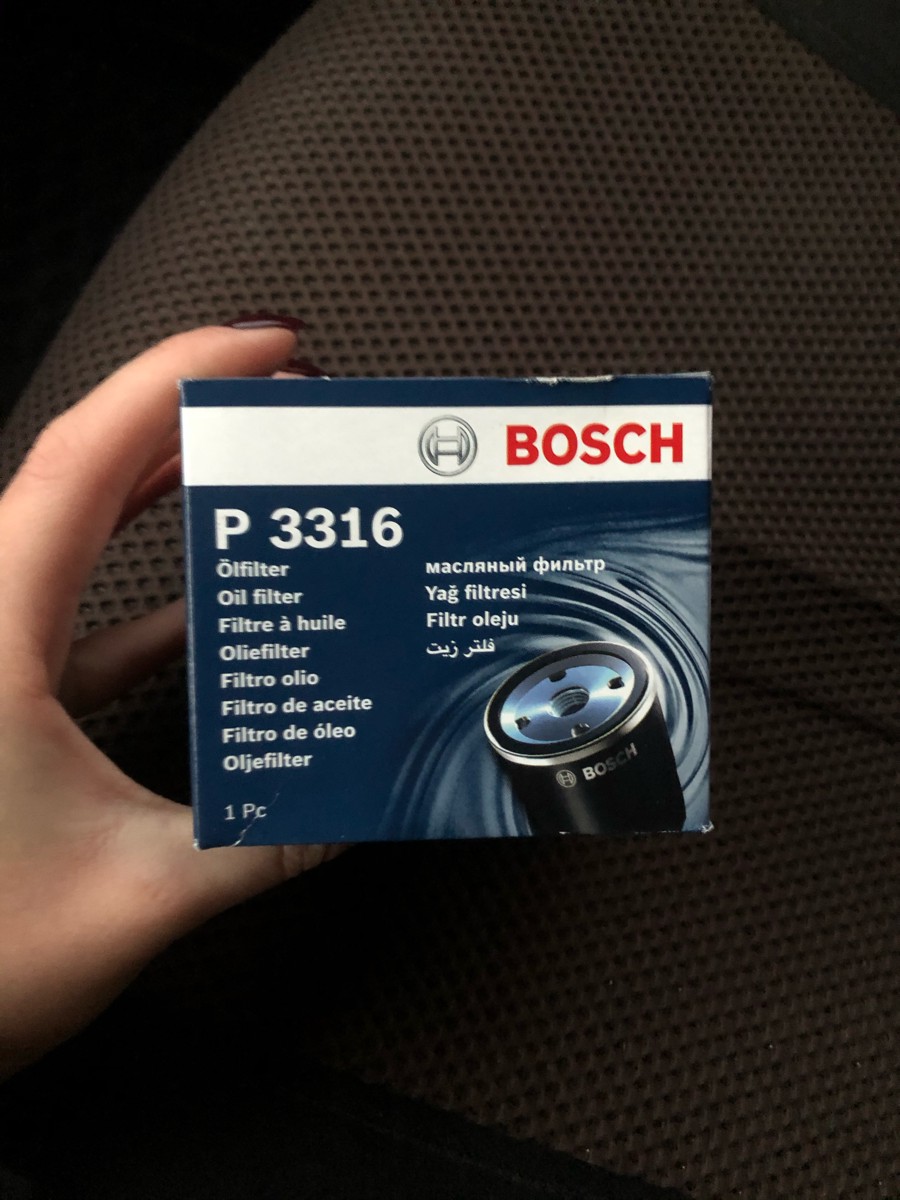 BOSCH
P 3316
Ölfilter
Oil filter
Filtre à huile
Oliefilter
Filtro olio
Filtro de aceite
Filtro de óleo
Oljefilter
масляный фильтр
Yağ filtresi
Filtr oleju
فلتر زيت
1 Pc
BOSCH